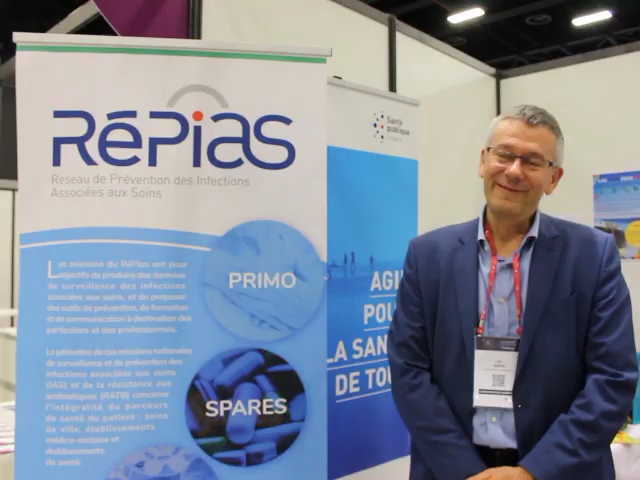 RéPiAS
Reseau de Prévention des Infections
Associées aux Soins
Les missions du RéPias ont pour
objectifs de produire des données
de surveillance des infections
associées aux soins, et de proposer
des outils de prévention, de formation
et de communication à destination des
particuliers et des professionnels.
Le périmètre de ces missions nationales
de surveillance et de prévention des
infections associées aux soins
(IAS) et de la résistance aux
antibiotiques (RATB) concerne
l'intégralité du parcours
de santé du patient : soins
de ville, établissements
médico-sociaux et
établissements
de santé.
PRIMO
SPARES
Santé
publique
France
AGI
POU
LA SAN
DE TOU